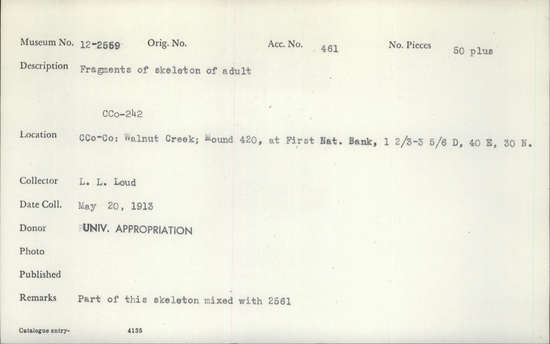 Museum No. 12-2559 Orig. No. Acc. No. 461 No. Pieces 50 plus
Description Fragments of skeleton of adult
CCo-242
Location CCo-Co: Walnut Creek; Mound 420, at First Nat. Bank, 1 2/3-3 5/6 D, 40 E, 30 N.
Collector L. L. Loud
Date Coll. May 20, 1913
Donor UNIV. APPROPRIATION
Photo
Published
Remarks Part of this skeleton mixed with 2561
Catalogue entry- 4135